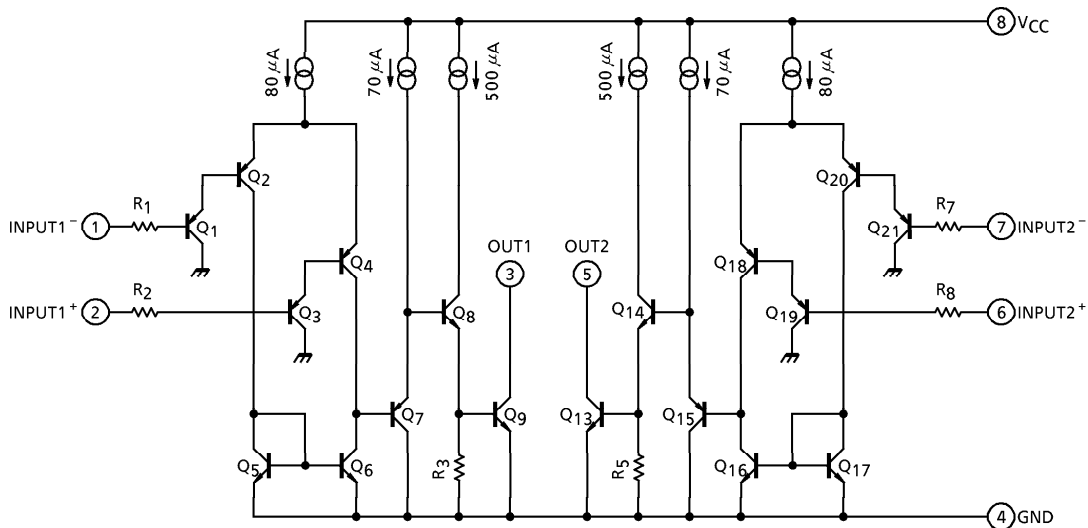 8 VCC
80 μA
70 μA
500 μA
500 μA
70 μA
80 μA
Q2
Q20
INPUT1−
1
R1
Q1
Q21
R7
7
INPUT2−
OUT1
OUT2
Q4
Q18
3
5
INPUT1+
2
R2
Q3
Q8
Q14
Q19
R8
6
INPUT2+
Q7
Q9
Q13
Q15
Q5
Q6
R3
R5
Q16
Q17
4 GND